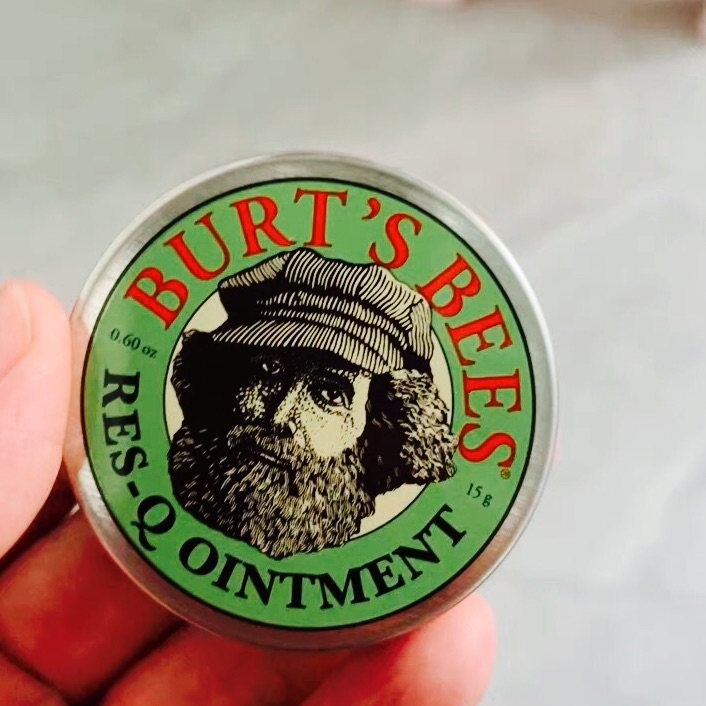 BURT'S BEES®
0.60 oz
15 g
RES-Q OINTMENT